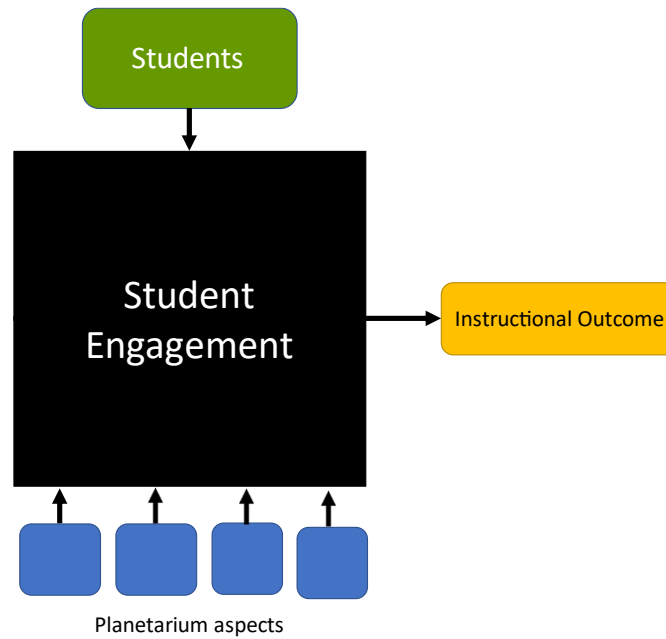 Students
Student
Engagement
Instructional Outcome
Planetarium aspects